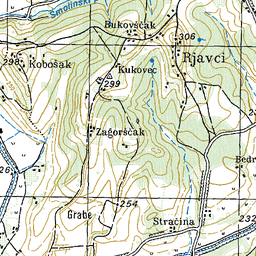 Smolinski P
Bukovščak
306
298
Kobošak
Rjavci
Kukovec
299
Zagorščak
26
Bedr
254
Grabe
Stračina
232